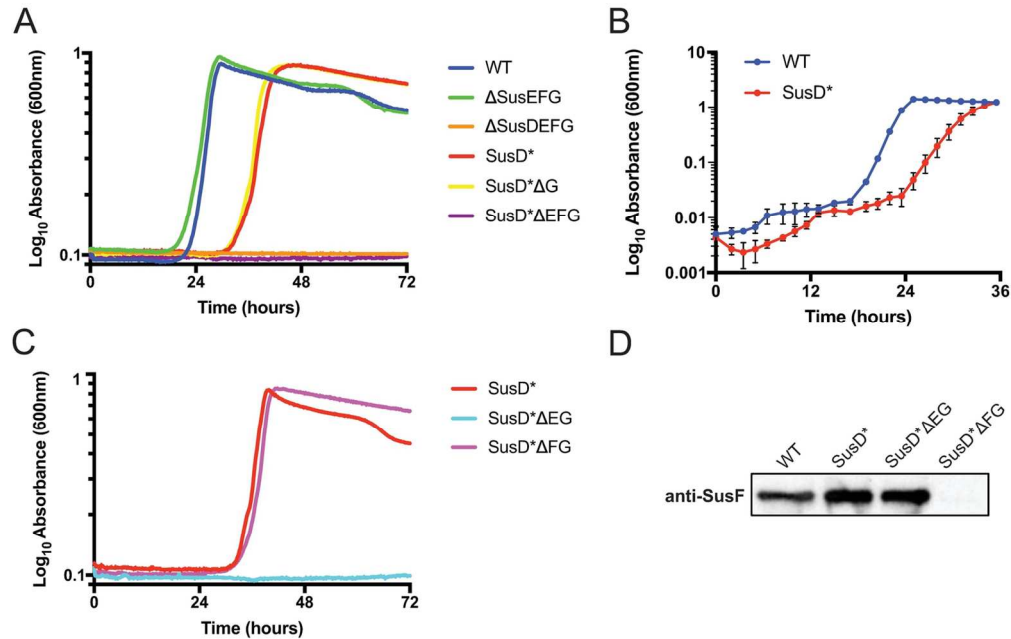 A
Log10 Absorbance (600nm)
1
0.1
0 24 48 72
Time (hours)
WT
ΔSusEFG
ΔSusDEFG
SusD*
SusD*ΔG
SusD*ΔEFG
B
Log10 Absorbance (600nm)
10
1
0.1
0.01
0.001
0 12 24 36
Time (hours)
WT
SusD*
C
Log10 Absorbance (600nm)
1
0.1
0 24 48 72
Time (hours)
SusD*
SusD*ΔEG
SusD*ΔFG
D
WT SusD* SusD*ΔEG SusD*ΔFG
anti-SusF